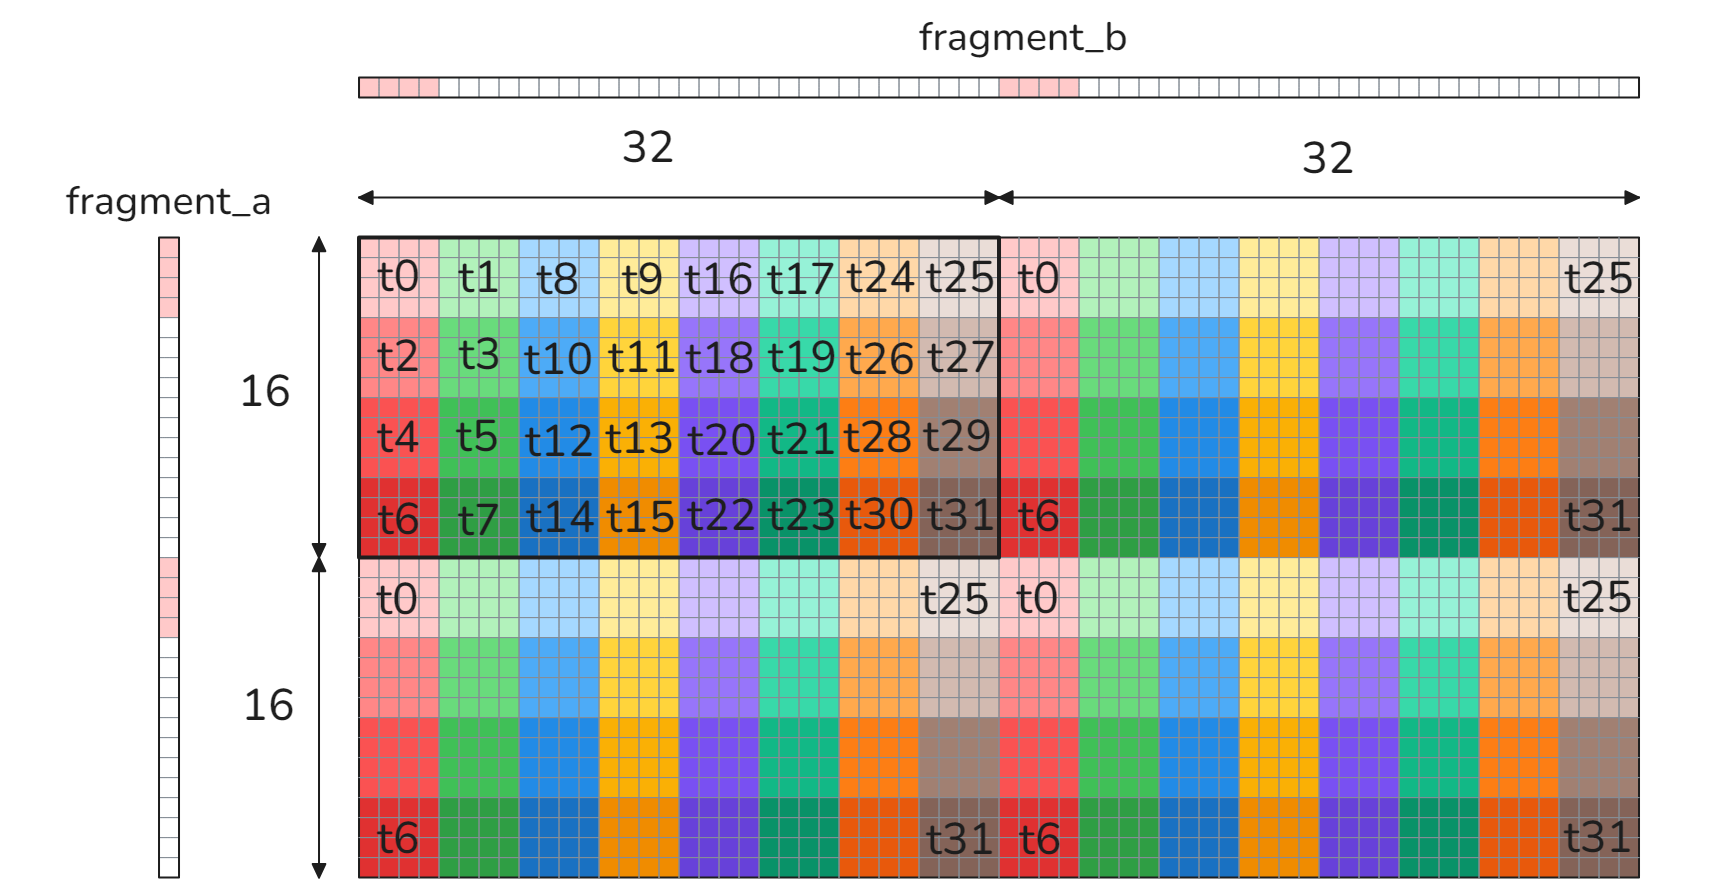 fragment_b
32
32
fragment_a
t0 t1 t8 t9 t16 t17 t24 t25 t0 t25
t2 t3 t10 t11 t18 t19 t26 t27
16
t4 t5 t12 t13 t20 t21 t28 t29
t6 t7 t14 t15 t22 t23 t30 t31 t6 t31
t0 t25 t0 t25
16
t6 t31 t6 t31